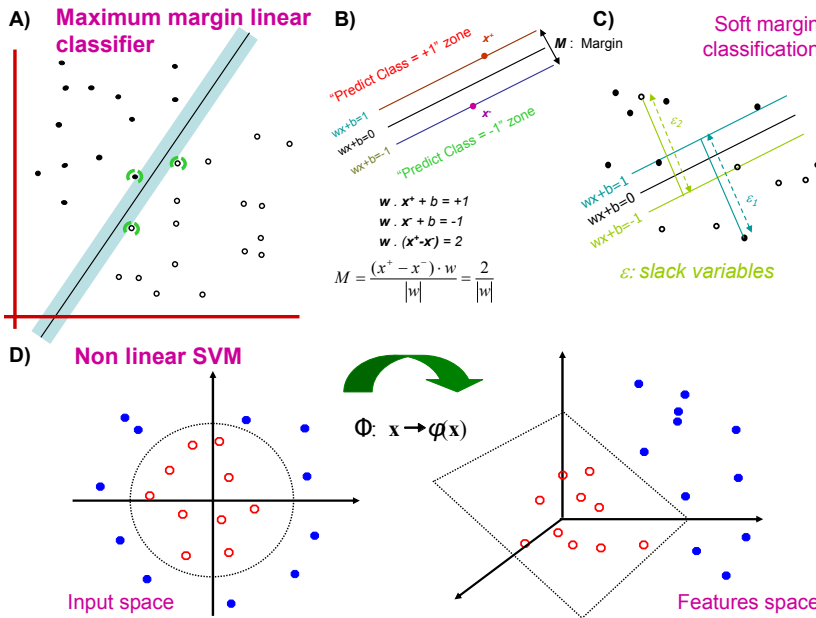 A)
Maximum margin linear
classifier
B)
x⁺
M : Margin
"Predict Class = +1" zone
x⁻
wx+b=1
wx+b=0
wx+b=-1
"Predict Class = -1" zone
w . x⁺ + b = +1
w . x⁻ + b = -1
w . (x⁺-x⁻) = 2
M = (x⁺ − x⁻) · w / |w| = 2 / |w|
C)
Soft margin
classification
ε₂
wx+b=1
wx+b=0
wx+b=-1
ε₁
ε: slack variables
D)
Non linear SVM
Φ: x → φ(x)
Input space
Features space